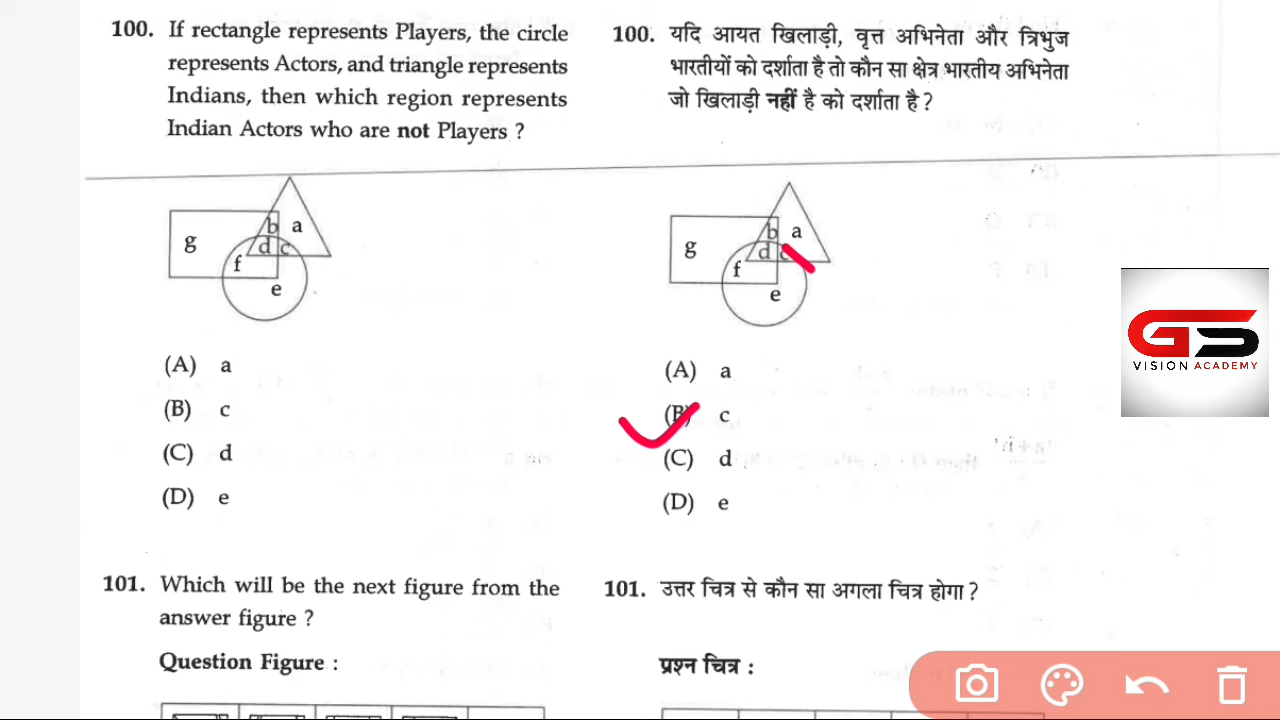 100. If rectangle represents Players, the circle
represents Actors, and triangle represents
Indians, then which region represents
Indian Actors who are not Players ?
g
b
a
d
c
f
e
(A) a
(B) c
(C) d
(D) e
101. Which will be the next figure from the
answer figure ?
Question Figure :
100. यदि आयत खिलाड़ी, वृत्त अभिनेता और त्रिभुज
भारतीयों को दर्शाता है तो कौन सा क्षेत्र भारतीय अभिनेता
जो खिलाड़ी नहीं है को दर्शाता है ?
g
b
a
d
c
f
e
(A) a
(B) c
(C) d
(D) e
101. उत्तर चित्र से कौन सा अगला चित्र होगा ?
प्रश्न चित्र :
GS
VISION ACADEMY